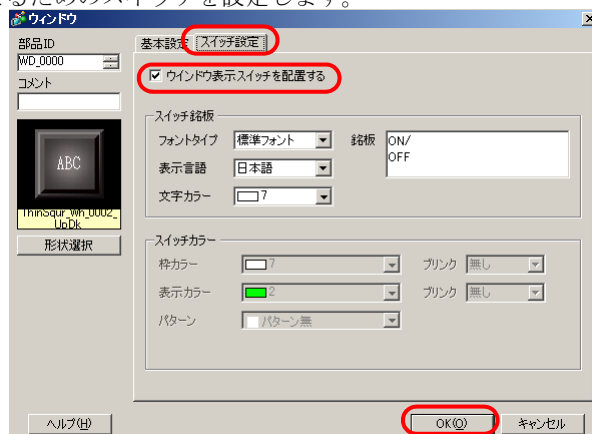 るためのスイッチを設定します。
ウィンドウ
部品ID
WD_0000
コメント
ABC
ThinSqur_Wh_0002_
UpDk
形状選択
基本設定 スイッチ設定
ウインドウ表示スイッチを配置する
スイッチ銘板
フォントタイプ 標準フォント 銘板 ON/
OFF
表示言語 日本語
文字カラー 7
スイッチカラー
枠カラー 7 ブリンク 無し
表示カラー 2 ブリンク 無し
パターン パターン無
ヘルプ(H) OK(O) キャンセル